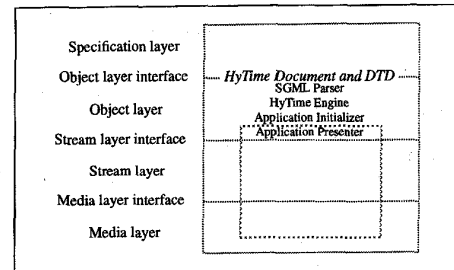 Specification layer
Object layer interface
HyTime Document and DTD
SGML Parser
HyTime Engine
Object layer
Application Initializer
Application Presenter
Stream layer interface
Stream layer
Media layer interface
Media layer